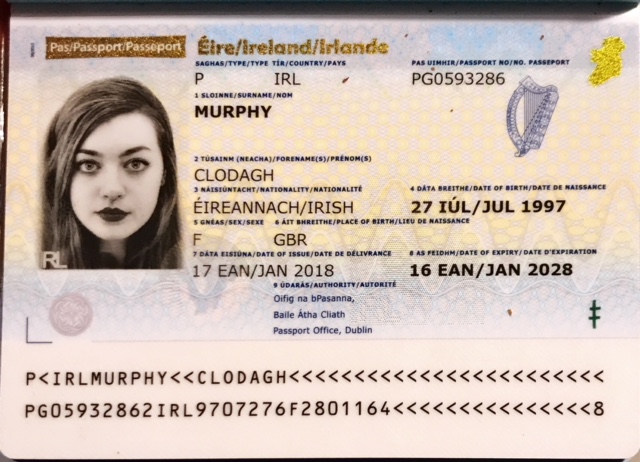 Pas/Passport/Passeport Éire/Ireland/Irlande
SAGHAS/TYPE/TYPE TÍR/COUNTRY/PAYS PAS UIMHIR/PASSPORT NO/NO. PASSEPORT
P IRL PG0593286
1 SLOINNE/SURNAME/NOM
MURPHY
2 TÚSAINM (NEACHA)/FORENAME(S)/PRÉNOM(S)
CLODAGH
3 NÁISIÚNTACHT/NATIONALITY/NATIONALITÉ 4 DÁTA BREITHE/DATE OF BIRTH/DATE DE NAISSANCE
ÉIREANNACH/IRISH 27 IÚL/JUL 1997
5 GNÉAS/SEX/SEXE 6 ÁIT BHREITHE/PLACE OF BIRTH/LIEU DE NAISSANCE
F GBR
7 DÁTA EISIÚNA/DATE OF ISSUE/DATE DE DÉLIVRANCE 8 AS FEIDHM/DATE OF EXPIRY/DATE D'EXPIRATION
17 EAN/JAN 2018 16 EAN/JAN 2028
9 ÚDARÁS/AUTHORITY/AUTORITÉ
Oifig na bPasanna,
Baile Átha Cliath
Passport Office, Dublin
P<IRLMURPHY<<CLODAGH<<<<<<<<<<<<<<<<<<<<<<<<
PG05932862IRL9707276F2801164<<<<<<<<<<<<<<<8